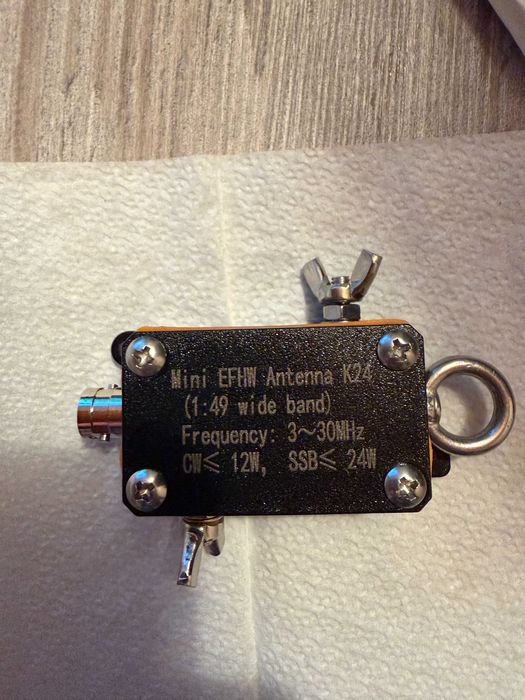 Mini EFHW Antenna K24
(1:49 wide band)
Frequency: 3～30MHz
CW≤ 12W, SSB≤ 24W